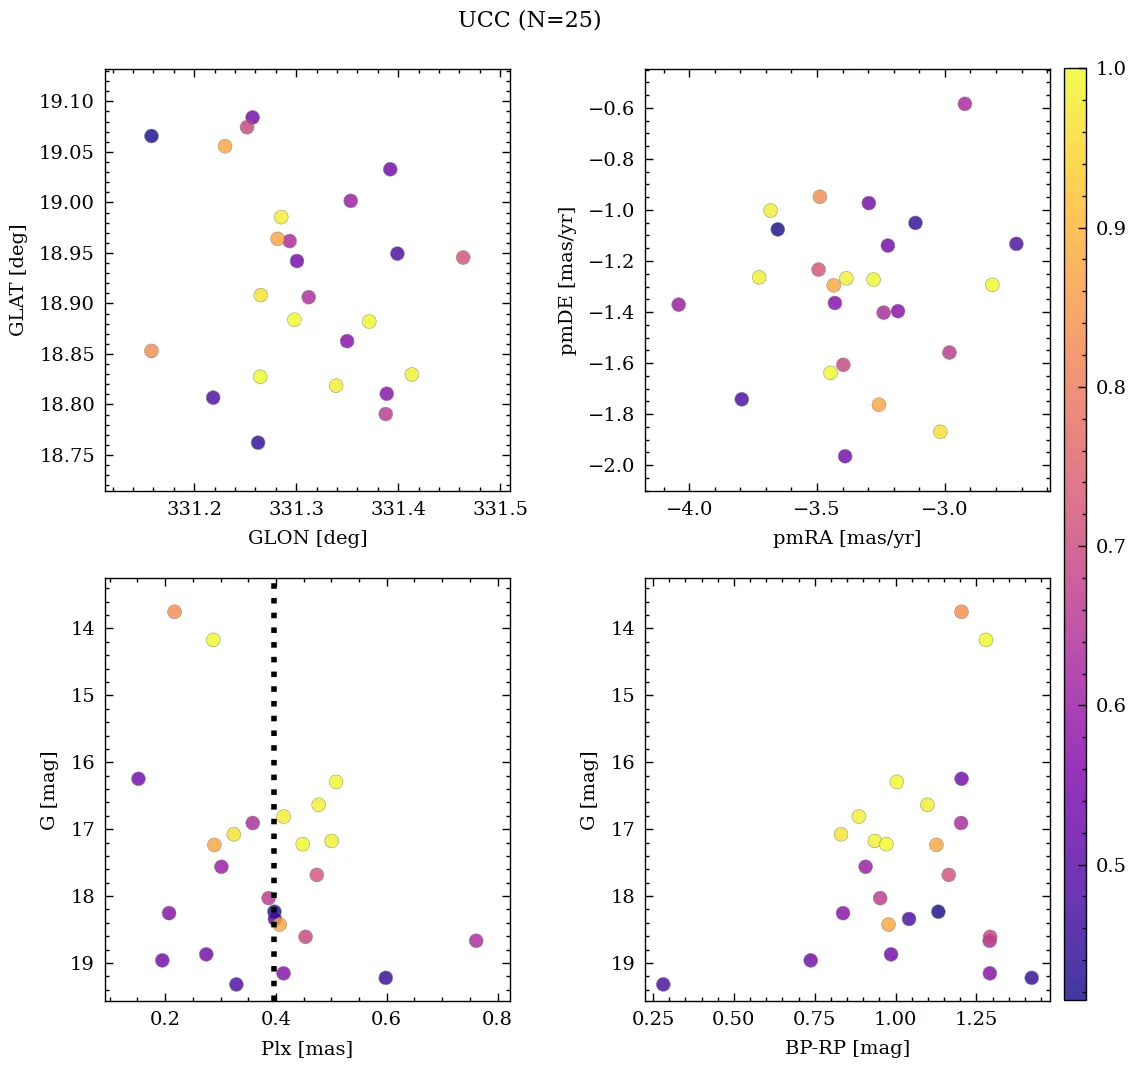 UCC (N=25)
19.10
19.05
19.00
18.95
18.90
18.85
18.80
18.75
GLAT [deg]
331.2 331.3 331.4 331.5
GLON [deg]
−0.6
−0.8
−1.0
−1.2
−1.4
−1.6
−1.8
−2.0
pmDE [mas/yr]
−4.0 −3.5 −3.0
pmRA [mas/yr]
14
15
16
17
18
19
G [mag]
0.2 0.4 0.6 0.8
Plx [mas]
14
15
16
17
18
19
G [mag]
0.25 0.50 0.75 1.00 1.25
BP-RP [mag]
1.0
0.9
0.8
0.7
0.6
0.5